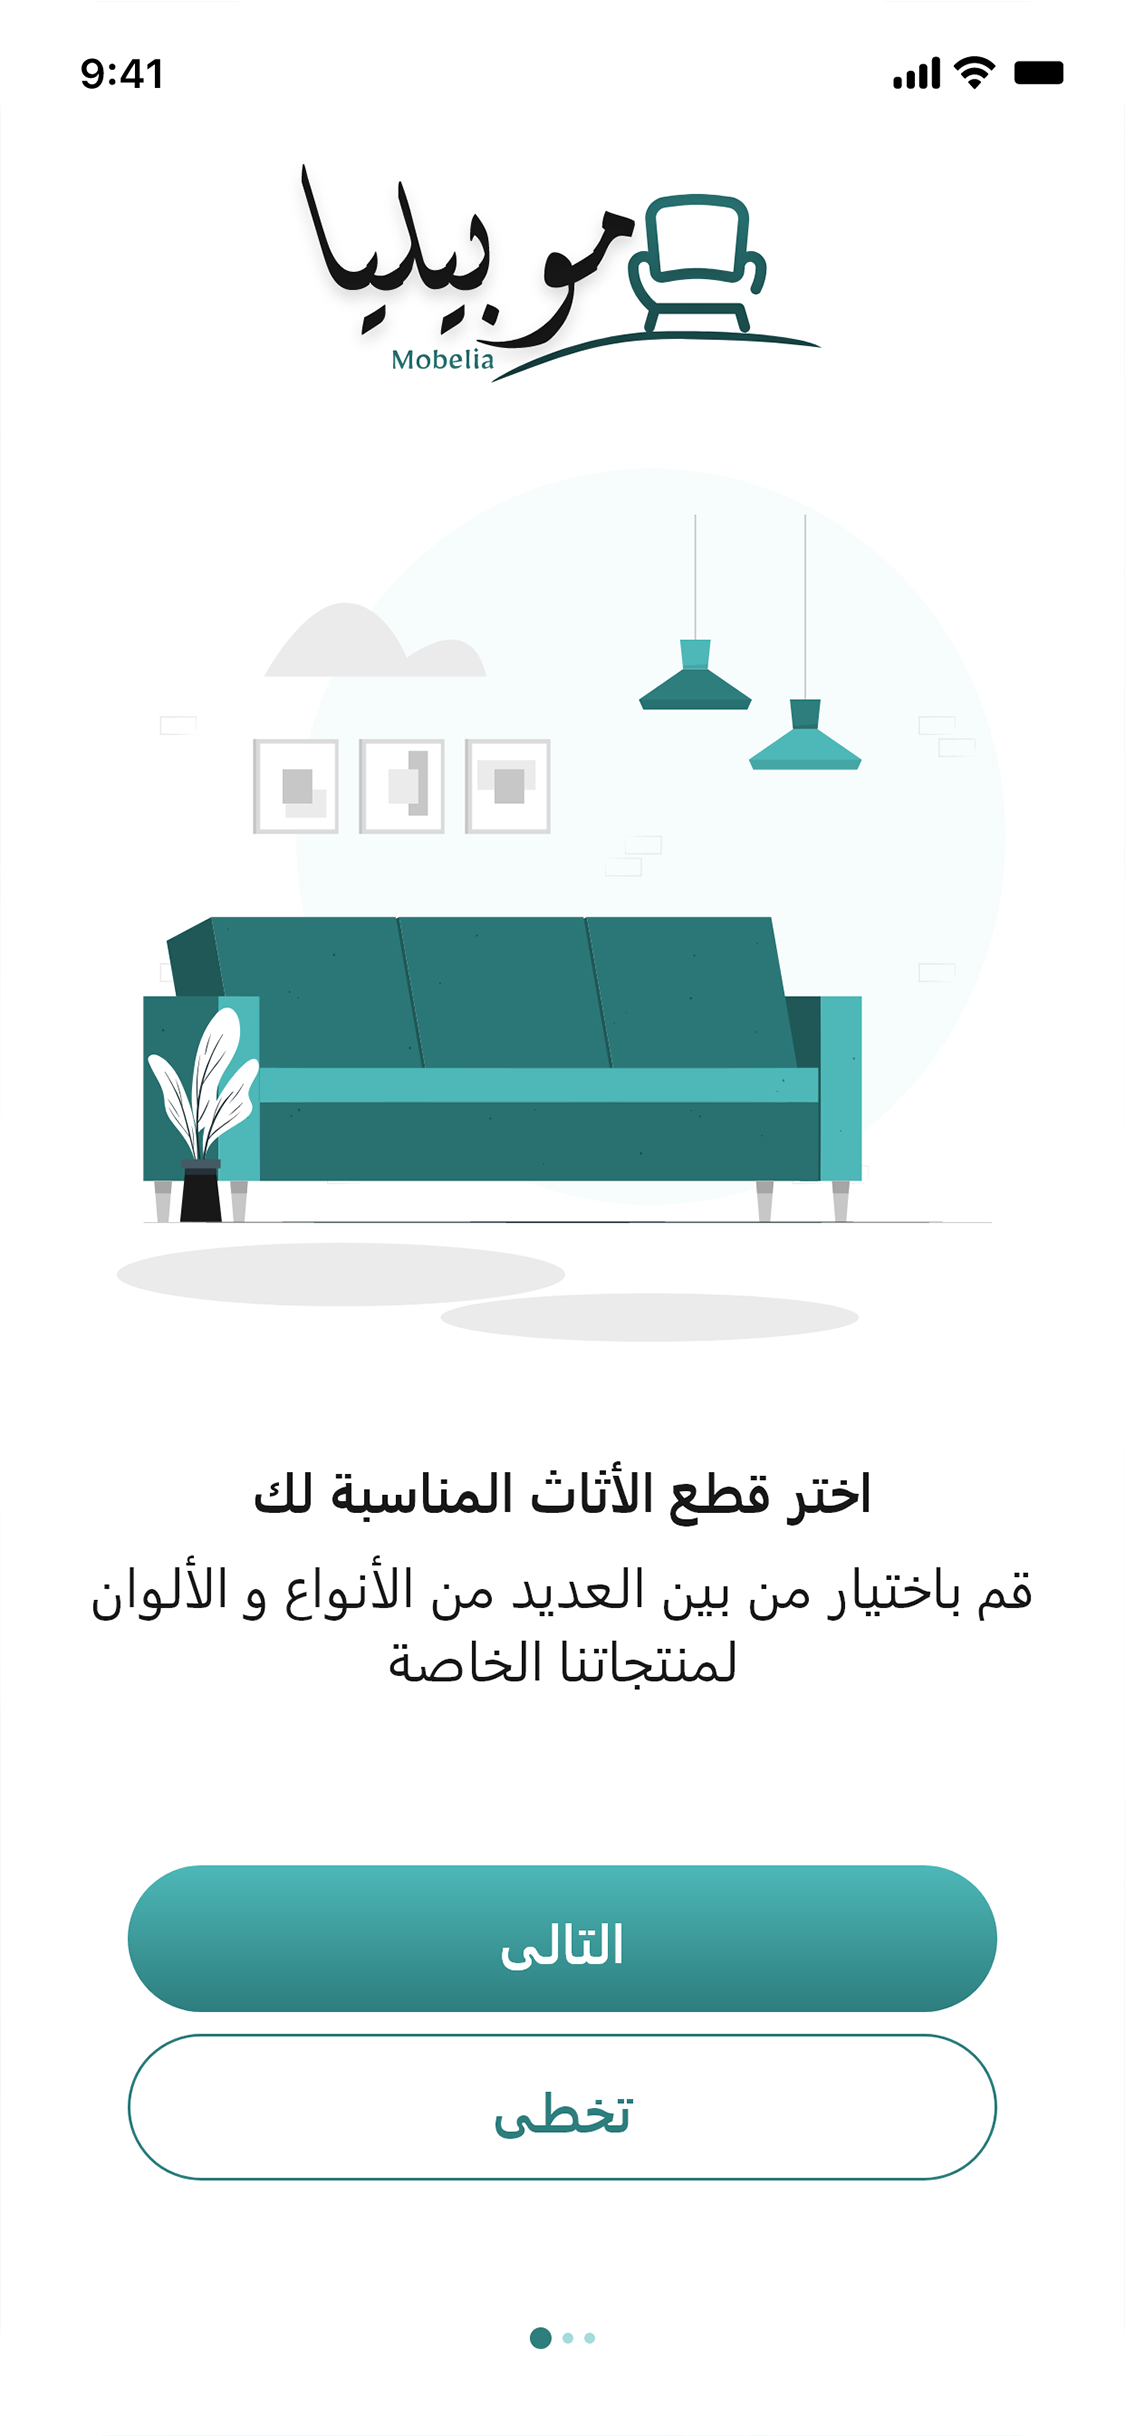 9:41
موبيليا
Mobelia
اختر قطع الأثاث المناسبة لك
قم باختيار من بين العديد من الأنواع و الألوان
لمنتجاتنا الخاصة
التالى
تخطى